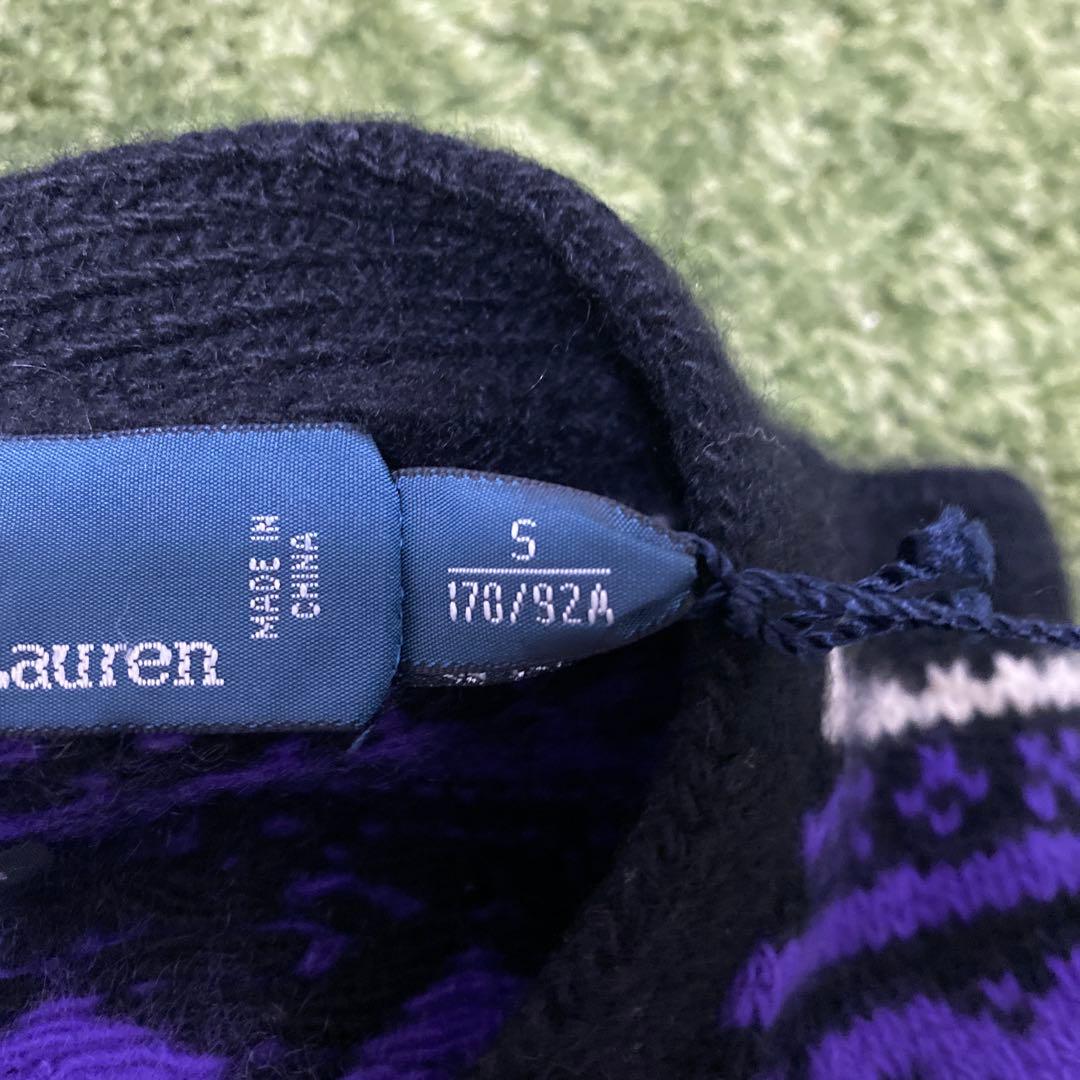 Lauren
MADE IN
CHINA
S
170/92A